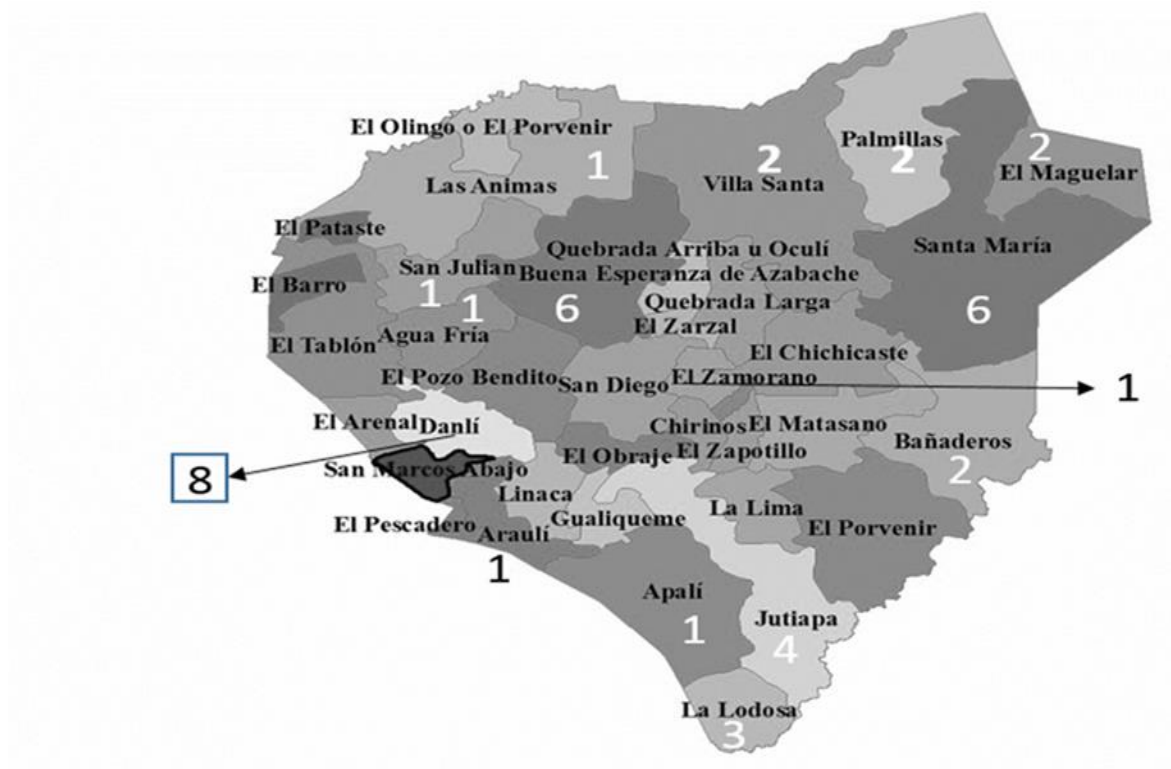 El Olingo o El Porvenir
1
2
Palmillas
2
2
El Maguelar
Las Animas
Villa Santa
El Pataste
Quebrada Arriba u Oculí
Santa María
San Julian
Buena Esperanza de Azabache
El Barro
1
1
6
Quebrada Larga
6
El Zarzal
Agua Fría
El Tablón
El Chichicaste
El Pozo Bendito
San Diego
El Zamorano
1
El Arenal
Danlí
Chirinos
El Matasano
Bañaderos
El Obraje
El Zapotillo
8
San Marcos Abajo
2
Linaca
La Lima
Gualiqueme
El Porvenir
El Pescadero
Araulí
1
Apalí
1
Jutiapa
4
La Lodosa
3